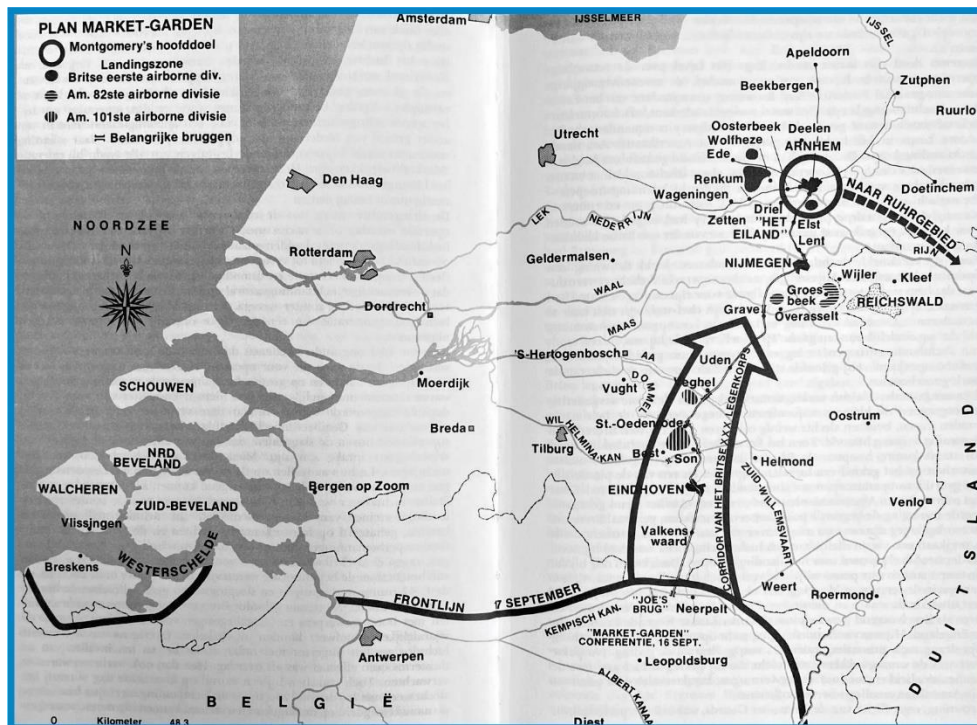 PLAN MARKET-GARDEN
Montgomery's hoofddoel
Landingszone
Britse eerste airborne div.
Am. 82ste airborne divisie
Am. 101ste airborne divisie
Belangrijke bruggen
Amsterdam
IJSSELMEER
IJSSEL
Apeldoorn
Beekbergen
Zutphen
Ruurlo
Utrecht
Oosterbeek
Deelen
Wolfheze
ARNHEM
Ede
Renkum
Doetinchem
Den Haag
Wageningen
NAAR RUHRGEBIED
Driel
Zetten
"HET
EILAND"
Elst
Lent
NOORDZEE
N
LEK
NEDERRIJN
RIJN
Rotterdam
Geldermalsen
NIJMEGEN
Wijler
Kleef
WAAL
Groes
beek
REICHSWALD
Dordrecht
Grave
Overasselt
MAAS
'S-Hertogenbosch
AA
Uden
Moerdijk
DOMMEL
Veghel
SCHOUWEN
Vught
St.-Oedenrode
Oostrum
Breda
WILHELMINA KAN
Tilburg
Best
Son
Helmond
NRD
BEVELAND
WALCHEREN
Bergen op Zoom
EINDHOVEN
ZUID-WILLEMSVAART
Venlo
ZUID-BEVELAND
Vlissingen
Valkens
waard
CORRIDOR VAN HET BRITSE XXX LEGERKORPS
WESTERSCHELDE
Breskens
Weert
Roermond
FRONTLIJN 17 SEPTEMBER
"JOE'S
BRUG"
Neerpelt
KEMPISCH KAN.
"MARKET-GARDEN"
CONFERENTIE, 16 SEPT.
Antwerpen
Leopoldsburg
DUITSLAND
BELGIË
ALBERT KANAAL
0 Kilometer 48.3
Diest